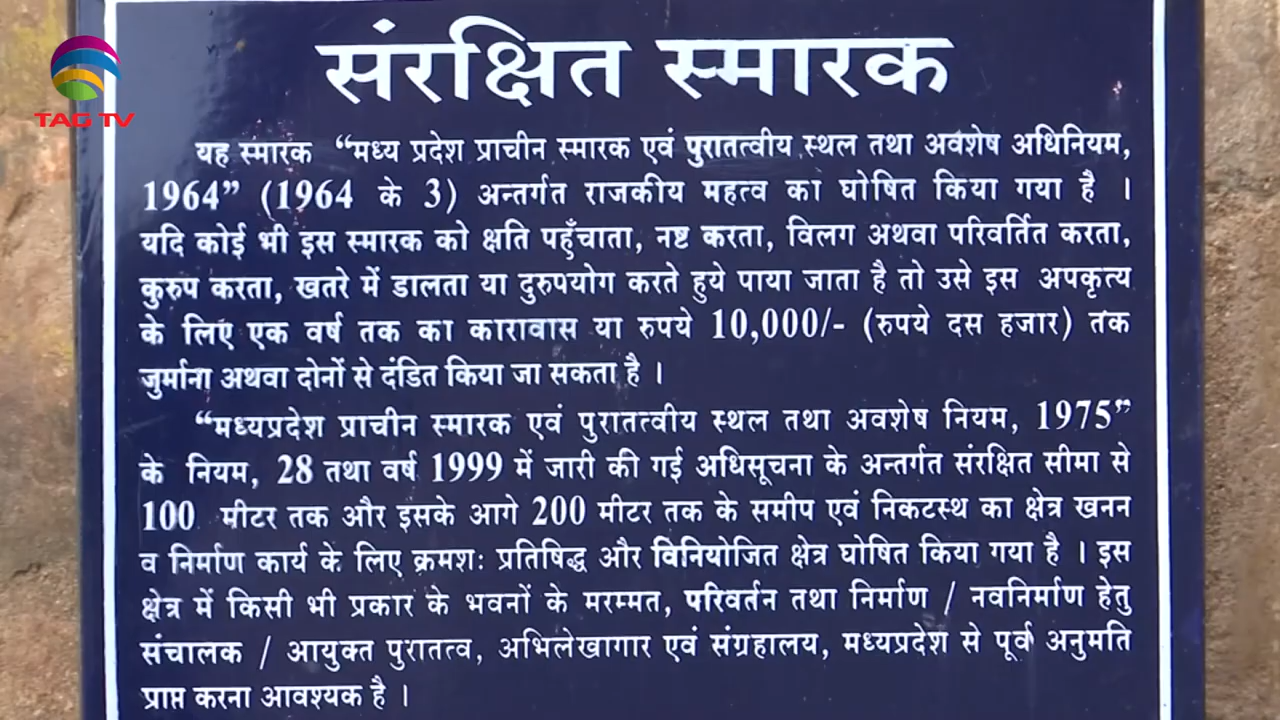 TAG TV
संरक्षित स्मारक
यह स्मारक “मध्य प्रदेश प्राचीन स्मारक एवं पुरातत्वीय स्थल तथा अवशेष अधिनियम,
1964” (1964 के 3) अन्तर्गत राजकीय महत्व का घोषित किया गया है ।
यदि कोई भी इस स्मारक को क्षति पहुँचाता, नष्ट करता, विलग अथवा परिवर्तित करता,
कुरुप करता, खतरे में डालता या दुरुपयोग करते हुये पाया जाता है तो उसे इस अपकृत्य
के लिए एक वर्ष तक का कारावास या रुपये 10,000/- (रुपये दस हजार) तक
जुर्माना अथवा दोनों से दंडित किया जा सकता है ।
“मध्यप्रदेश प्राचीन स्मारक एवं पुरातत्वीय स्थल तथा अवशेष नियम, 1975”
के नियम, 28 तथा वर्ष 1999 में जारी की गई अधिसूचना के अन्तर्गत संरक्षित सीमा से
100 मीटर तक और इसके आगे 200 मीटर तक के समीप एवं निकटस्थ का क्षेत्र खनन
व निर्माण कार्य के लिए क्रमशः प्रतिषिद्ध और विनियोजित क्षेत्र घोषित किया गया है । इस
क्षेत्र में किसी भी प्रकार के भवनों के मरम्मत, परिवर्तन तथा निर्माण / नवनिर्माण हेतु
संचालक / आयुक्त पुरातत्व, अभिलेखागार एवं संग्रहालय, मध्यप्रदेश से पूर्व अनुमति
प्राप्त करना आवश्यक है ।